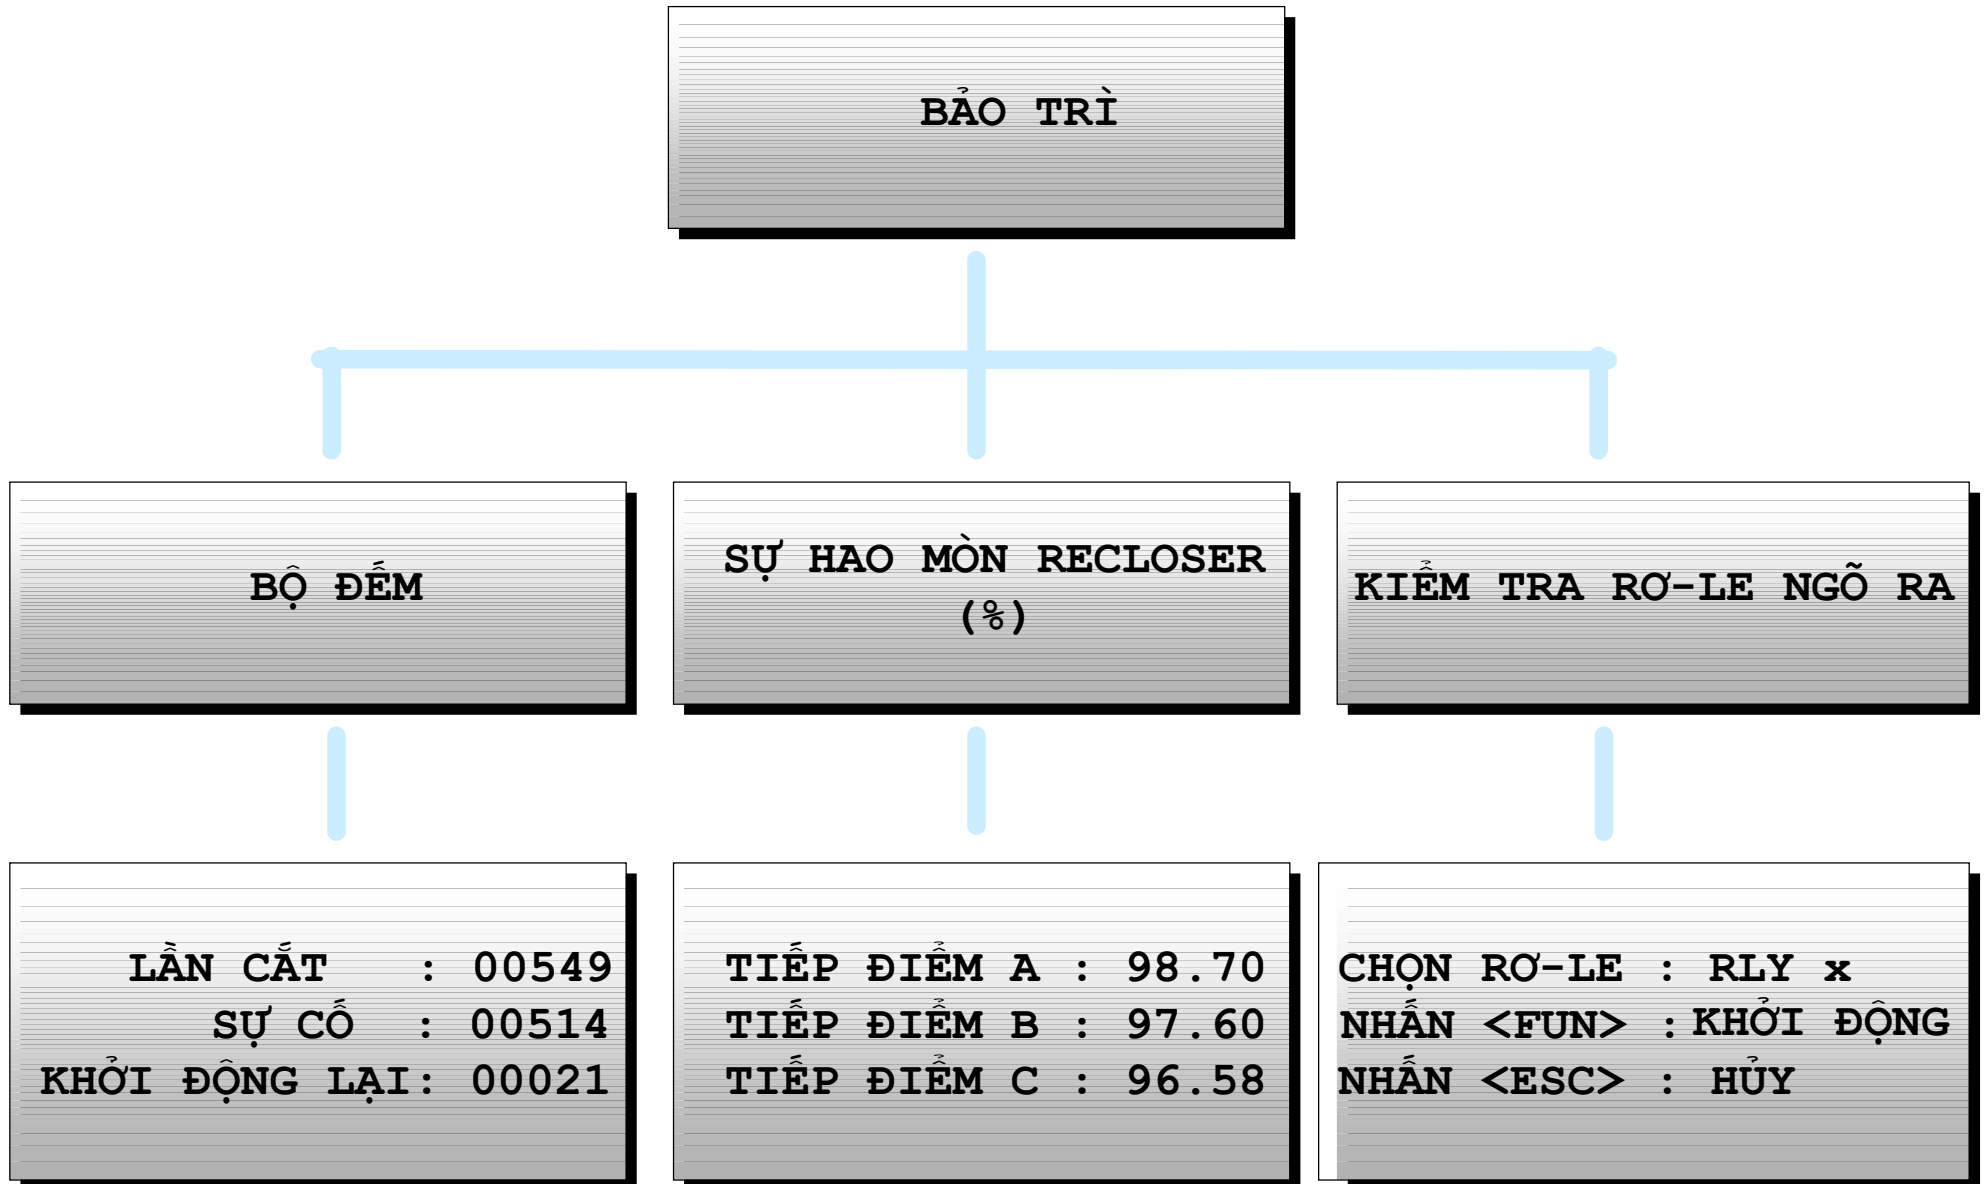 BẢO TRÌ
BỘ ĐẾM
SỰ HAO MÒN RECLOSER
(%)
KIỂM TRA RƠ-LE NGÕ RA
LẦN CẮT : 00549
SỰ CỐ : 00514
KHỞI ĐỘNG LẠI: 00021
TIẾP ĐIỂM A : 98.70
TIẾP ĐIỂM B : 97.60
TIẾP ĐIỂM C : 96.58
CHỌN RƠ-LE : RLY x
NHẤN <FUN> : KHỞI ĐỘNG
NHẤN <ESC> : HỦY